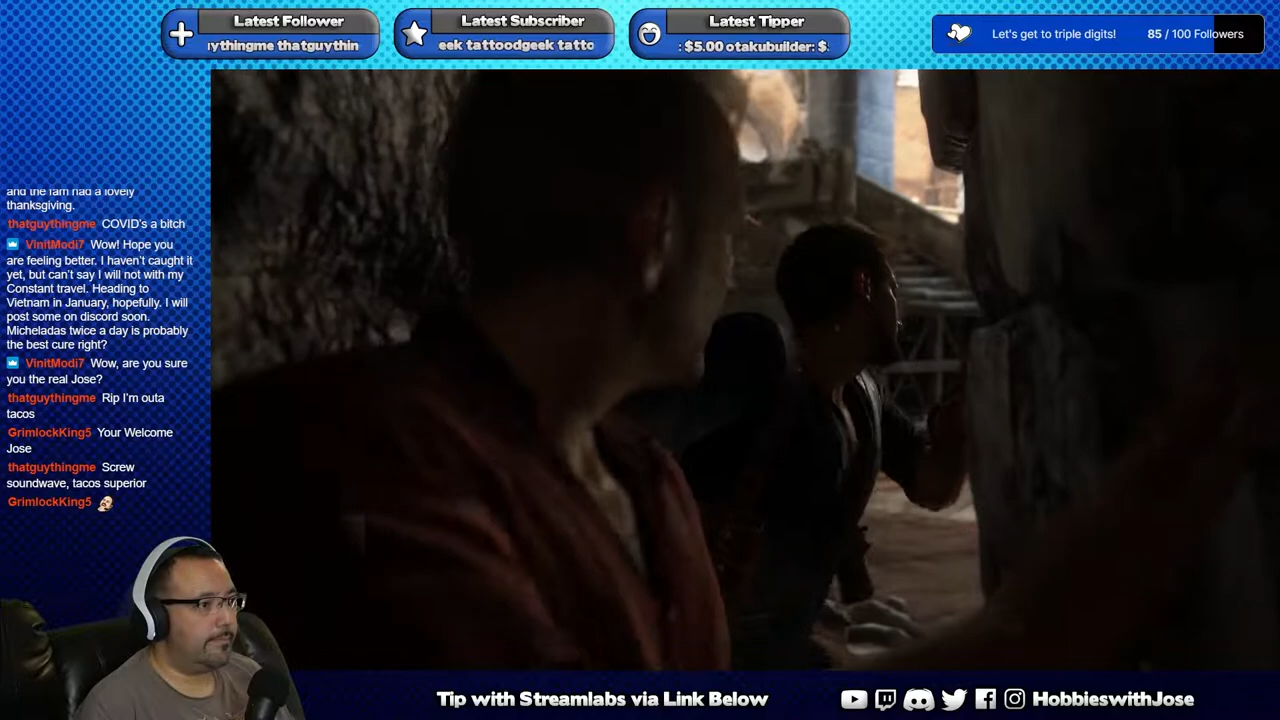 Latest Follower
ythingme thatguythin
Latest Subscriber
eek tattoodgeek tatto
Latest Tipper
: $5.00 otakubuilder: $
Let's get to triple digits!
85 / 100 Followers
and the fam had a lovely
thanksgiving.
thatguythingme COVID's a bitch
VinitModi7 Wow! Hope you
are feeling better. I haven't caught it
yet, but can't say I will not with my
Constant travel. Heading to
Vietnam in January, hopefully. I will
post some on discord soon.
Micheladas twice a day is probably
the best cure right?
VinitModi7 Wow, are you sure
you the real Jose?
thatguythingme Rip I'm outa
tacos
GrimlockKing5 Your Welcome
Jose
thatguythingme Screw
soundwave, tacos superior
GrimlockKing5
Tip with Streamlabs via Link Below
HobbieswithJose